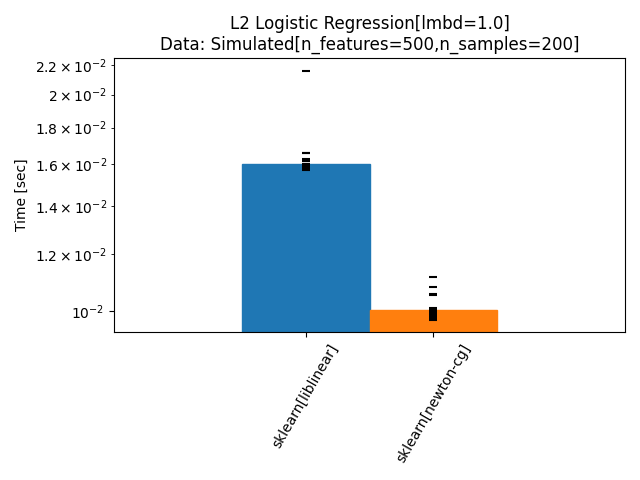 L2 Logistic Regression[lmbd=1.0]
Data: Simulated[n_features=500,n_samples=200]
Time [sec]
2.2 × 10⁻²
2 × 10⁻²
1.8 × 10⁻²
1.6 × 10⁻²
1.4 × 10⁻²
1.2 × 10⁻²
10⁻²
sklearn[liblinear]
sklearn[newton-cg]